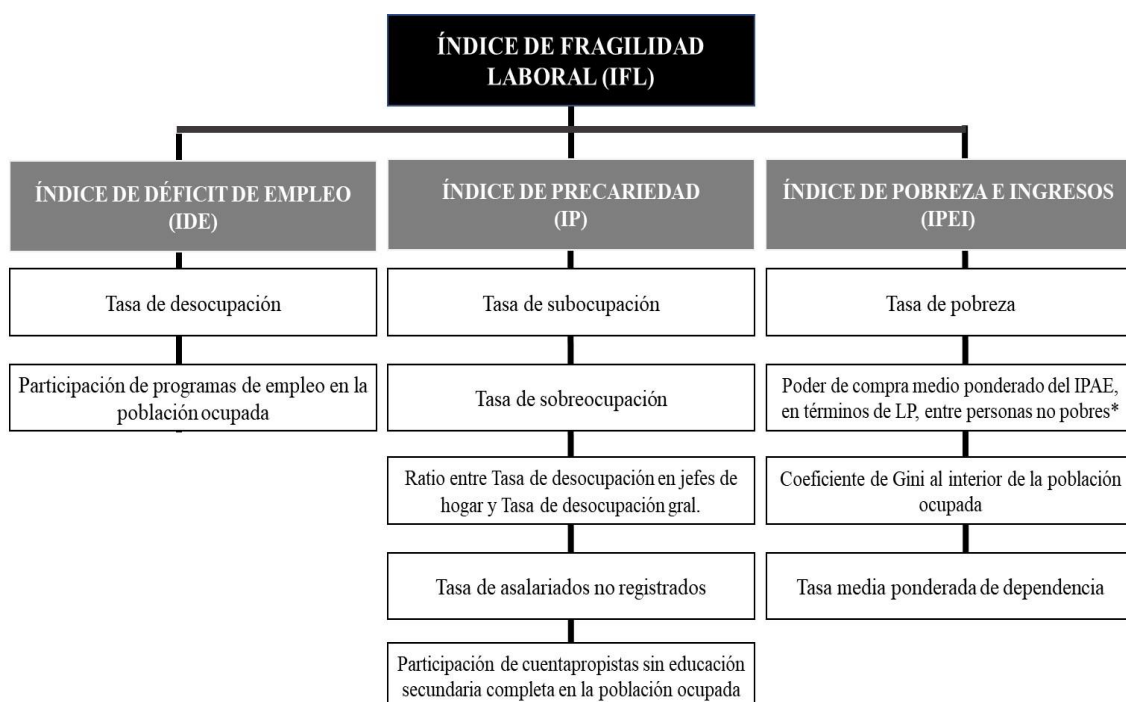 ÍNDICE DE FRAGILIDAD
LABORAL (IFL)
ÍNDICE DE DÉFICIT DE EMPLEO
(IDE)
Tasa de desocupación
Participación de programas de empleo en la
población ocupada
ÍNDICE DE PRECARIEDAD
(IP)
Tasa de subocupación
Tasa de sobreocupación
Ratio entre Tasa de desocupación en jefes de
hogar y Tasa de desocupación gral.
Tasa de asalariados no registrados
Participación de cuentapropistas sin educación
secundaria completa en la población ocupada
ÍNDICE DE POBREZA E INGRESOS
(IPEI)
Tasa de pobreza
Poder de compra medio ponderado del IPAE,
en términos de LP, entre personas no pobres*
Coeficiente de Gini al interior de la población
ocupada
Tasa media ponderada de dependencia